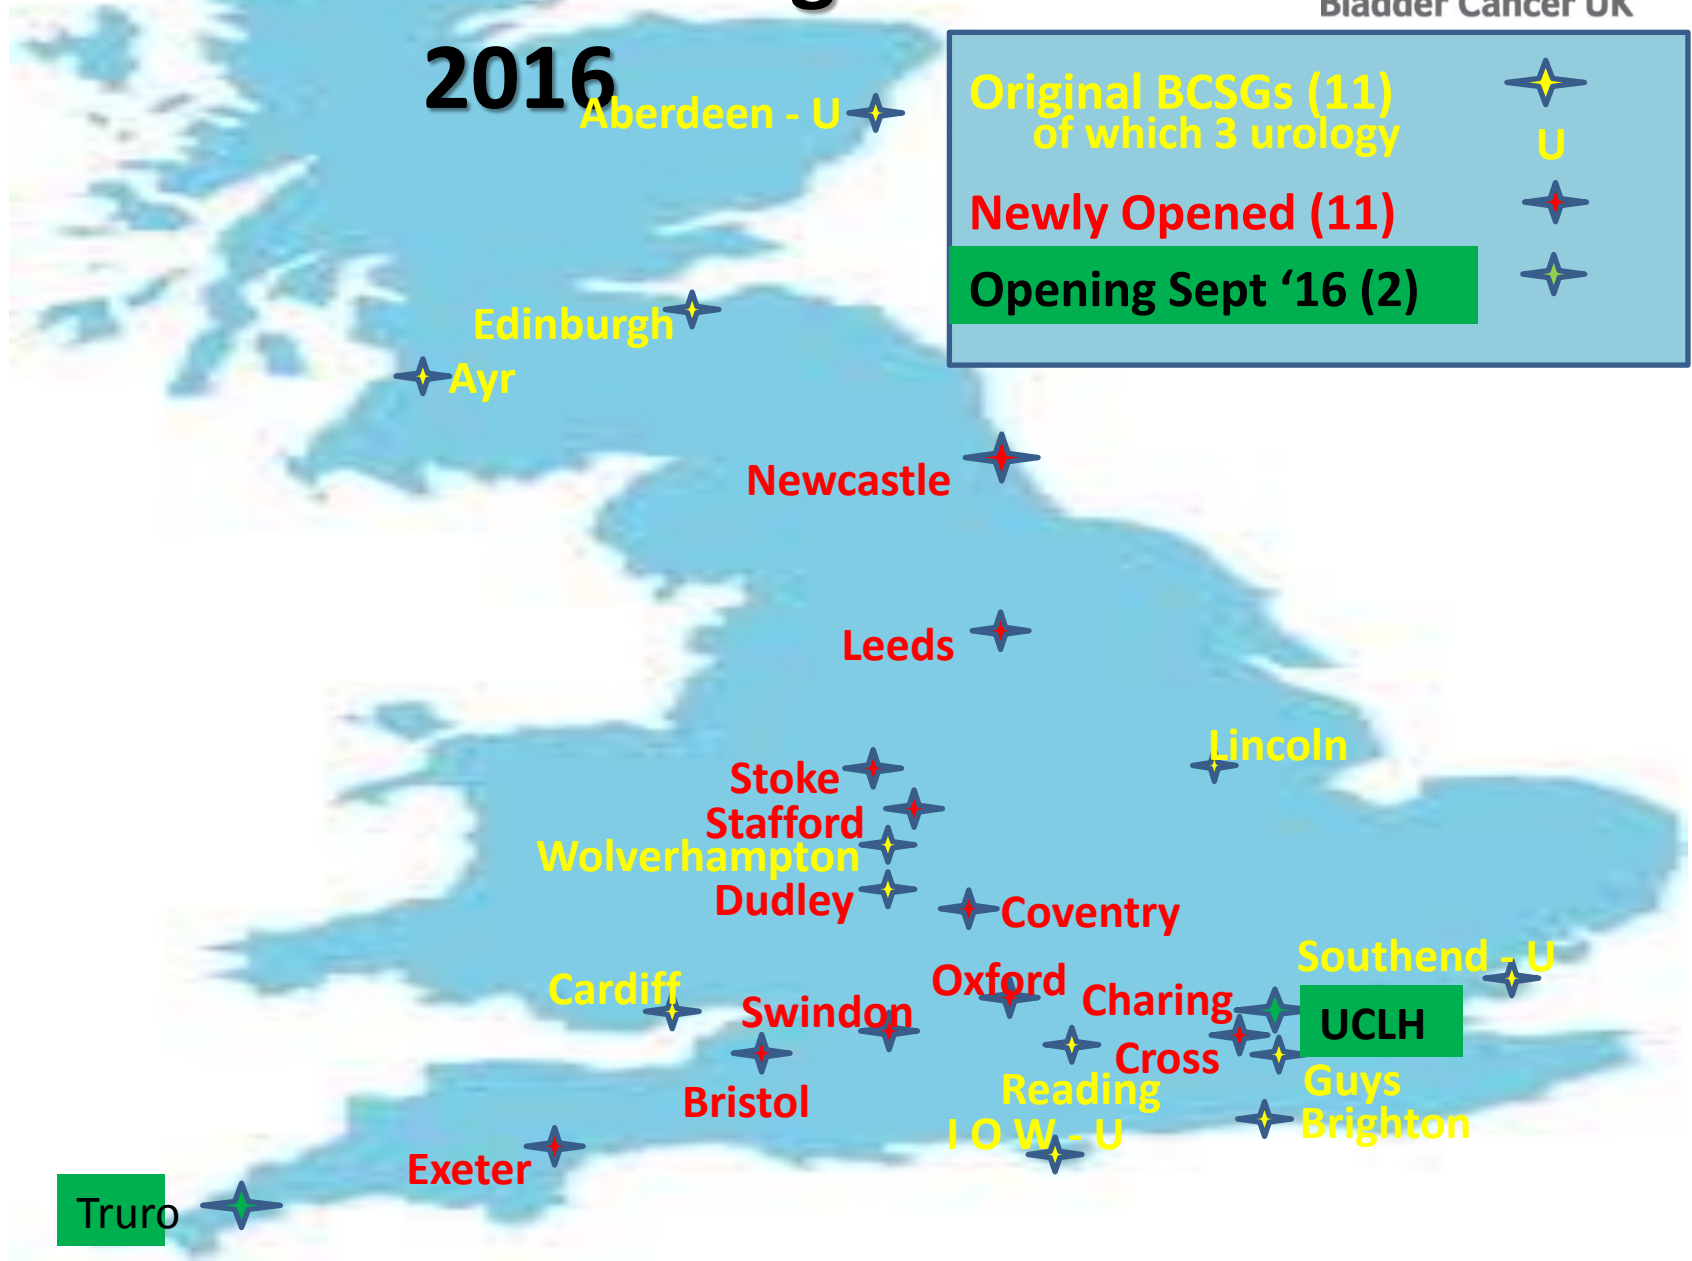 Bladder Cancer UK
2016
Original BCSGs (11)
of which 3 urology
U
Newly Opened (11)
Opening Sept ‘16 (2)
Aberdeen - U
Edinburgh
Ayr
Newcastle
Leeds
Lincoln
Stoke
Stafford
Wolverhampton
Dudley
Coventry
Southend - U
Cardiff
Oxford
Swindon
Charing
Cross
UCLH
Reading
Guys
Bristol
I O W - U
Brighton
Exeter
Truro